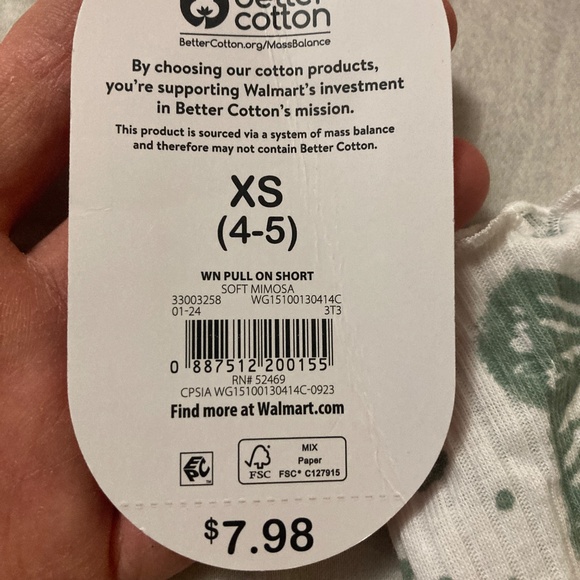 better
cotton
BetterCotton.org/MassBalance
By choosing our cotton products,
you're supporting Walmart's investment
in Better Cotton's mission.
This product is sourced via a system of mass balance
and therefore may not contain Better Cotton.
XS
(4-5)
WN PULL ON SHORT
SOFT MIMOSA
33003258 WG15100130414C
01-24 3T3
0 887512 200155
RN# 52469
CPSIA WG15100130414C-0923
Find more at Walmart.com
EPC
FSC
MIX
Paper
FSC® C127915
$7.98